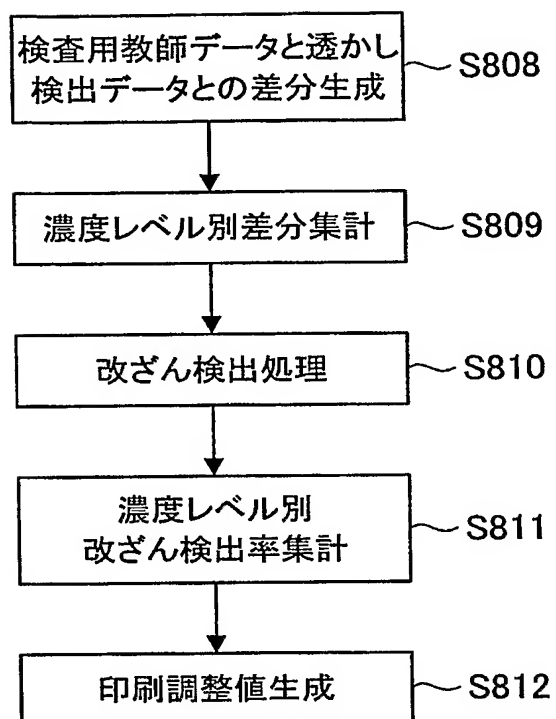 検査用教師データと透かし
検出データとの差分生成
S808
濃度レベル別差分集計
S809
改ざん検出処理
S810
濃度レベル別
改ざん検出率集計
S811
印刷調整値生成
S812